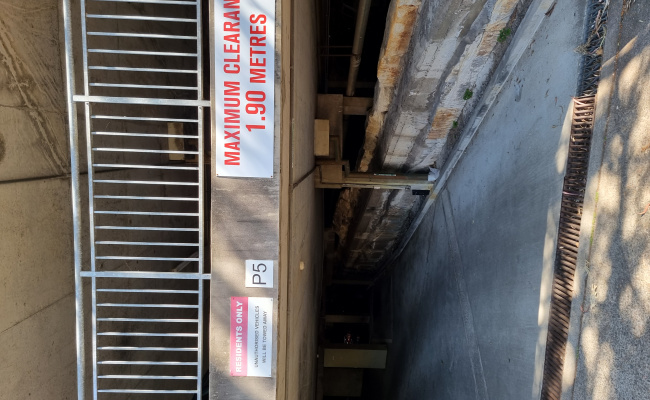 RESIDENTS ONLY
UNAUTHORISED VEHICLES
WILL BE TOWED AWAY
P5
MAXIMUM CLEARAN
1.90 METRES